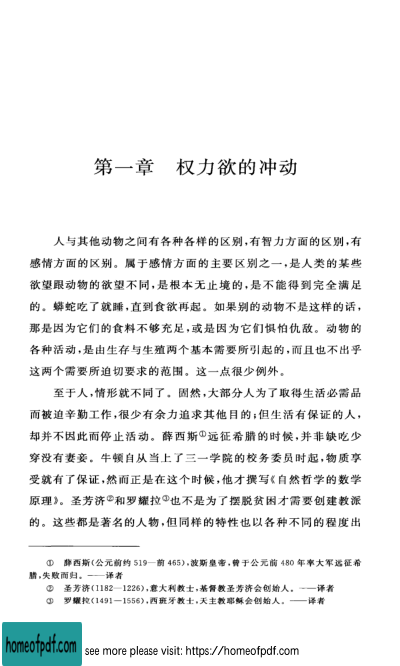 第一章　权力欲的冲动
人与其他动物之间有各种各样的区别,有智力方面的区别,有
感情方面的区别。属于感情方面的主要区别之一,是人类的某些
欲望跟动物的欲望不同,是根本无止境的,是不能得到完全满足
的。蟒蛇吃了就睡,直到食欲再起。如果别的动物不是这样的话,
那是因为它们的食料不够充足,或是因为它们惧怕仇敌。动物的
各种活动,是由生存与生殖两个基本需要所引起的,而且也不出乎
这两个需要所迫切要求的范围。这一点很少例外。
至于人,情形就不同了。固然,大部分人为了取得生活必需品
而被迫辛勤工作,很少有余力追求其他目的;但生活有保证的人,
却并不因此而停止活动。薛西斯①远征希腊的时候,并非缺吃少
穿没有妻妾。牛顿自从当上了三一学院的校务委员时起,物质享
受就有了保证,然而正是在这个时候,他才撰写《自然哲学的数学
原理》。圣芳济②和罗耀拉③也不是为了摆脱贫困才需要创建教派
的。这些都是著名的人物,但同样的特性也以各种不同的程度出
① 薛西斯(公元前约 519—前 465),波斯皇帝,曾于公元前 480 年率大军远征希
腊,失败而归。——译者
② 圣芳济(1182—1226),意大利教士,基督教圣芳济会创始人。——译者
③ 罗耀拉(1491—1556),西班牙教士,天主教耶稣会创始人。——译者
homeofpdf.com
see more please visit: https://homeofpdf.com